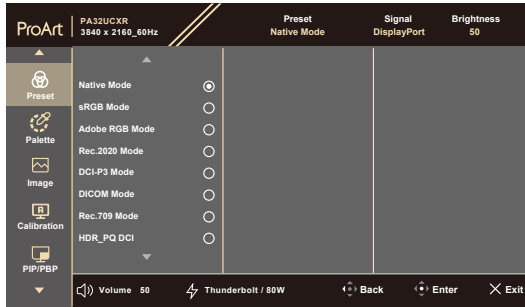 ProArt
PA32UCXR
3840 x 2160_60Hz
Preset
Native Mode
Signal
DisplayPort
Brightness
50
Preset
Palette
Image
Calibration
PIP/PBP
Native Mode
sRGB Mode
Adobe RGB Mode
Rec.2020 Mode
DCI-P3 Mode
DICOM Mode
Rec.709 Mode
HDR_PQ DCI
Volume 50
Thunderbolt / 80W
Back
Enter
Exit